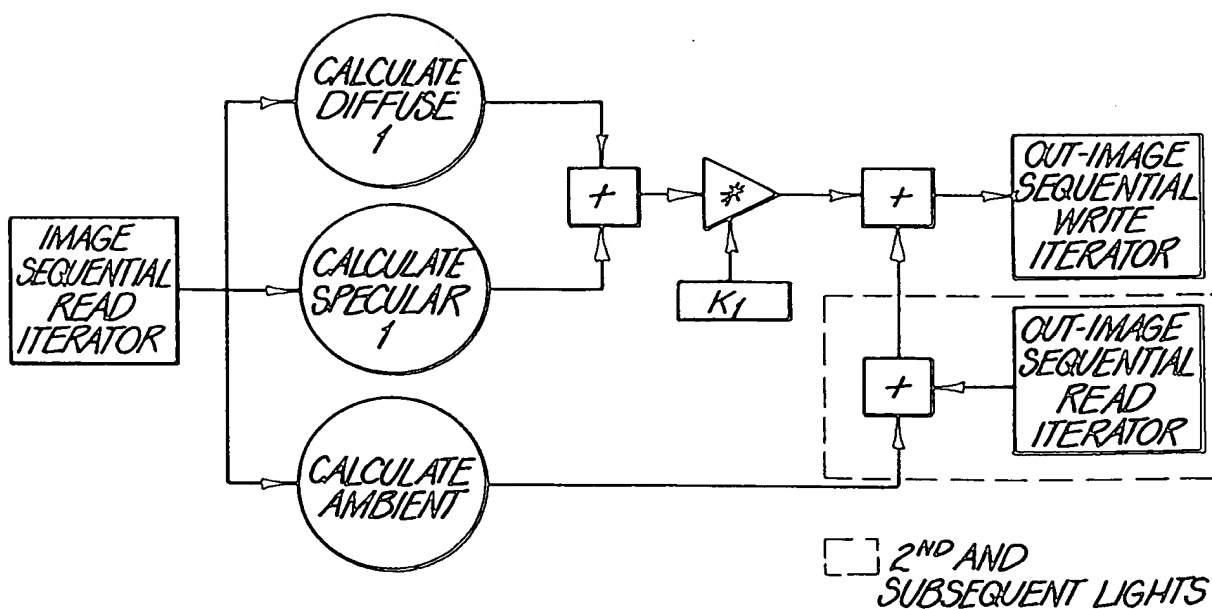 CALCULATE
DIFFUSE
1
IMAGE
SEQUENTIAL
READ
ITERATOR
CALCULATE
SPECULAR
1
CALCULATE
AMBIENT
+
*
K1
+
OUT-IMAGE
SEQUENTIAL
WRITE
ITERATOR
+
OUT-IMAGE
SEQUENTIAL
READ
ITERATOR
2ND AND
SUBSEQUENT LIGHTS